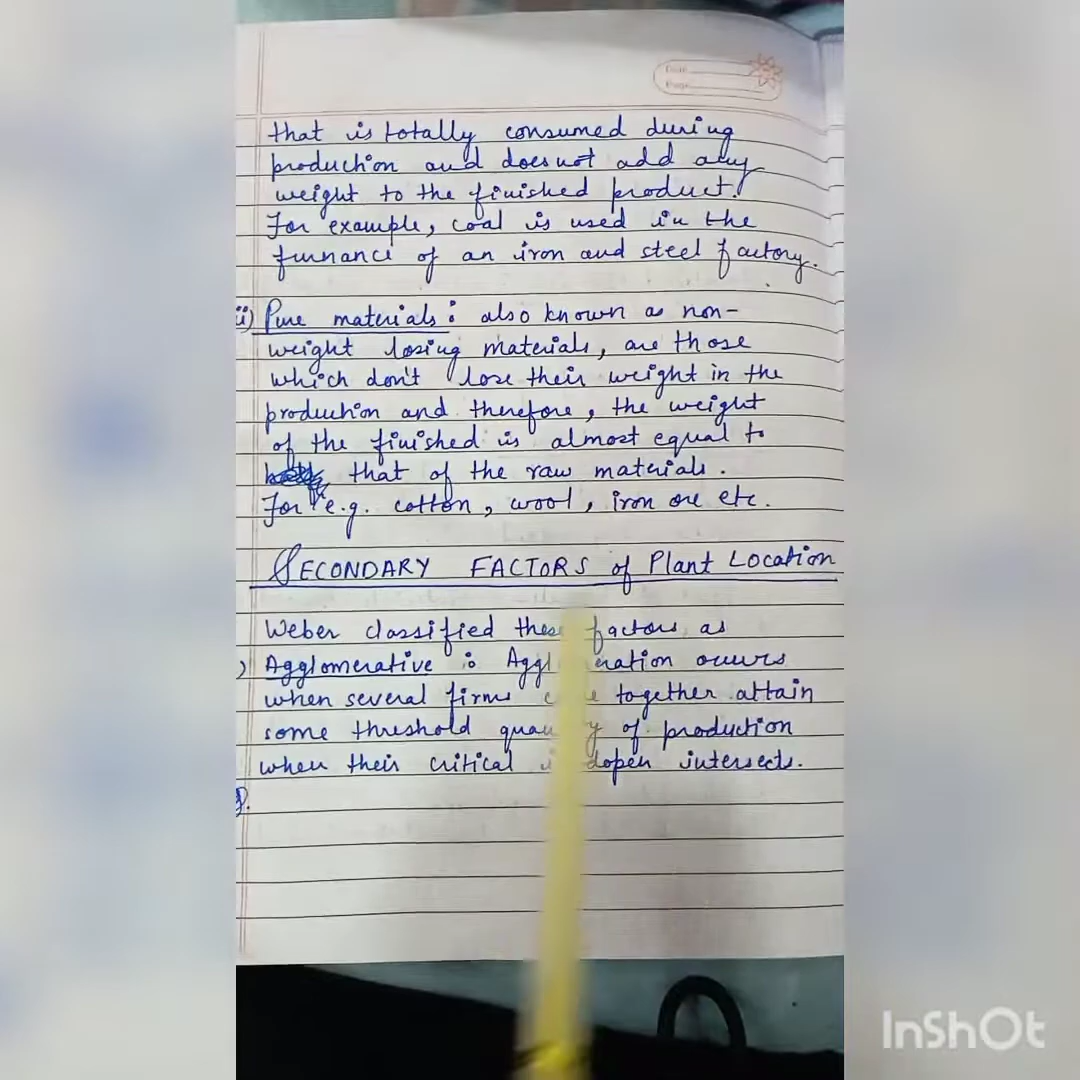 Date
Page
that is totally consumed during
production and does not add any
weight to the finished product.
For example, coal is used in the
furnance of an iron and steel factory.
ii) Pure materials : also known as non-
weight losing materials, are those
which don't lose their weight in the
production and therefore, the weight
of the finished is almost equal to
that of the raw materials.
For e.g. cotton, wool, iron ore etc.
SECONDARY FACTORS of Plant Location
Weber classified these factors as
) Agglomerative : occurs
when several firms together attain
some threshold of production
when their critical intersects.
InShOt